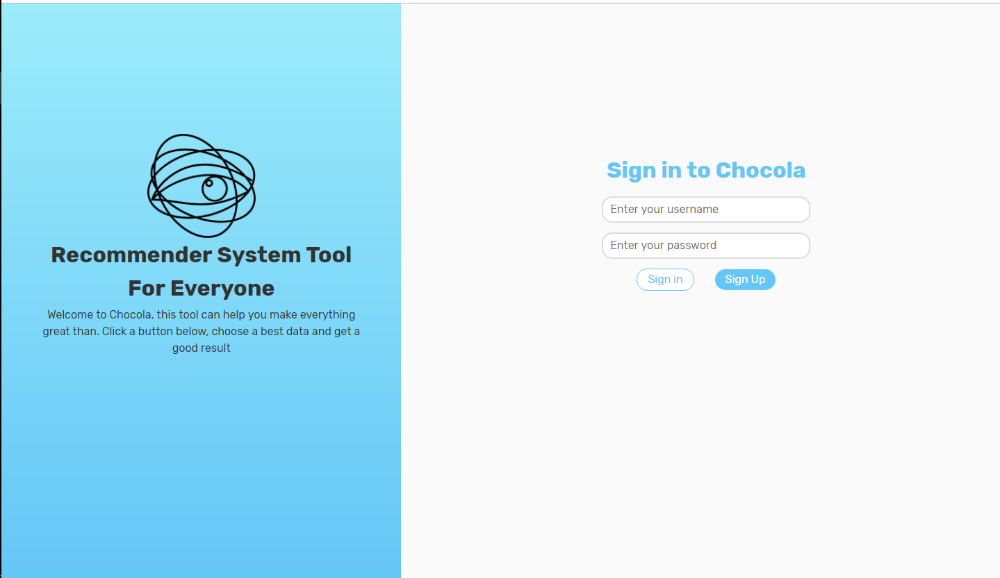 Recommender System Tool
For Everyone
Welcome to Chocola, this tool can help you make everything
great than. Click a button below, choose a best data and get a
good result
Sign in to Chocola
Enter your username
Enter your password
Sign in
Sign Up